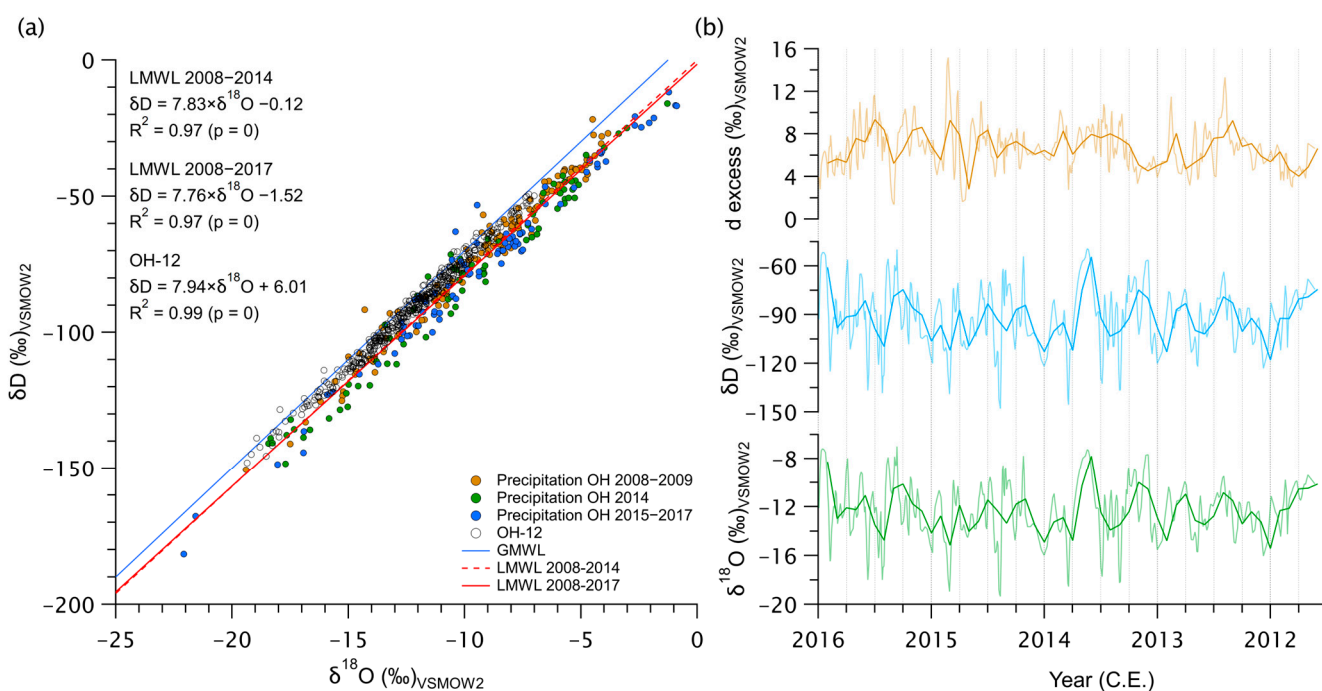 (a)
LMWL 2008−2014
δD = 7.83×δ¹⁸O −0.12
R² = 0.97 (p = 0)
LMWL 2008−2017
δD = 7.76×δ¹⁸O −1.52
R² = 0.97 (p = 0)
OH-12
δD = 7.94×δ¹⁸O + 6.01
R² = 0.99 (p = 0)
0
−50
−100
−150
−200
δD (‰)VSMOW2
Precipitation OH 2008−2009
Precipitation OH 2014
Precipitation OH 2015−2017
OH-12
GMWL
LMWL 2008-2014
LMWL 2008-2017
−25 −20 −15 −10 −5 0
δ¹⁸O (‰)VSMOW2
(b)
16
12
8
4
0
d excess (‰)VSMOW2
-60
-90
-120
-150
δD (‰)VSMOW2
-8
-12
-16
-20
δ¹⁸O (‰)VSMOW2
2016 2015 2014 2013 2012
Year (C.E.)